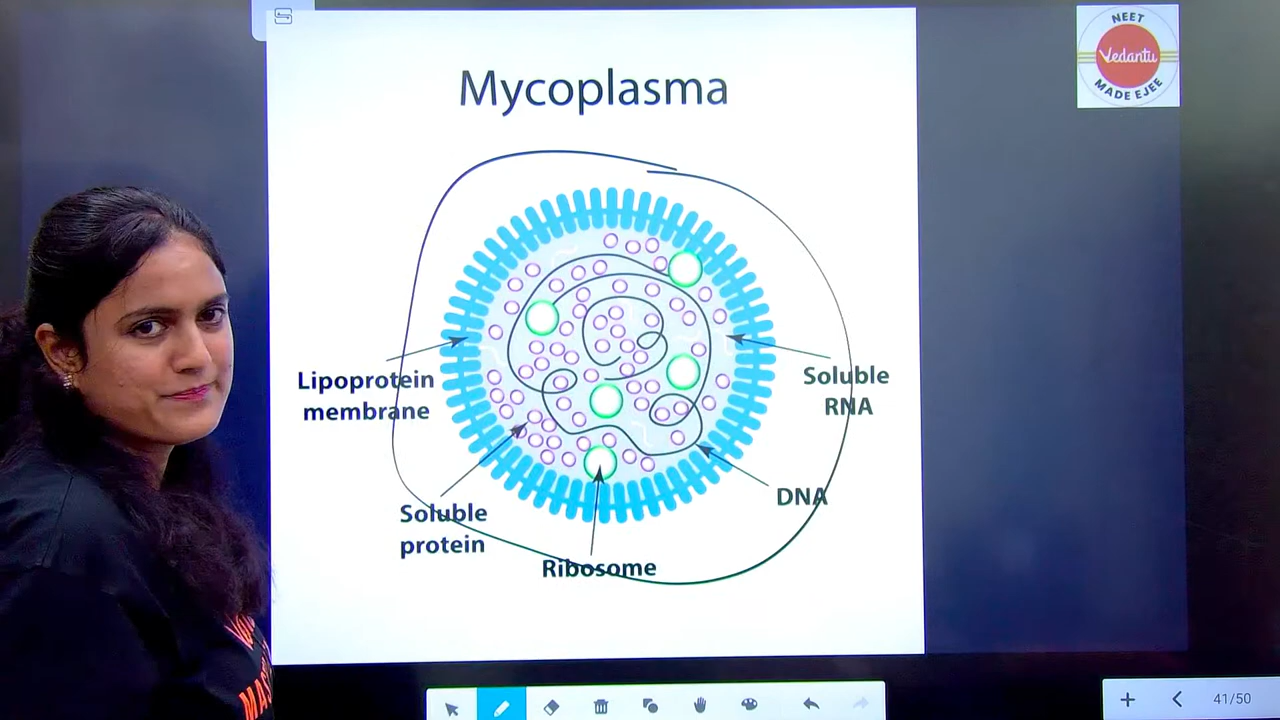 Mycoplasma
NEET
Vedantu
MADE EJEE
Lipoprotein
membrane
Soluble
RNA
DNA
Soluble
protein
Ribosome
41/50